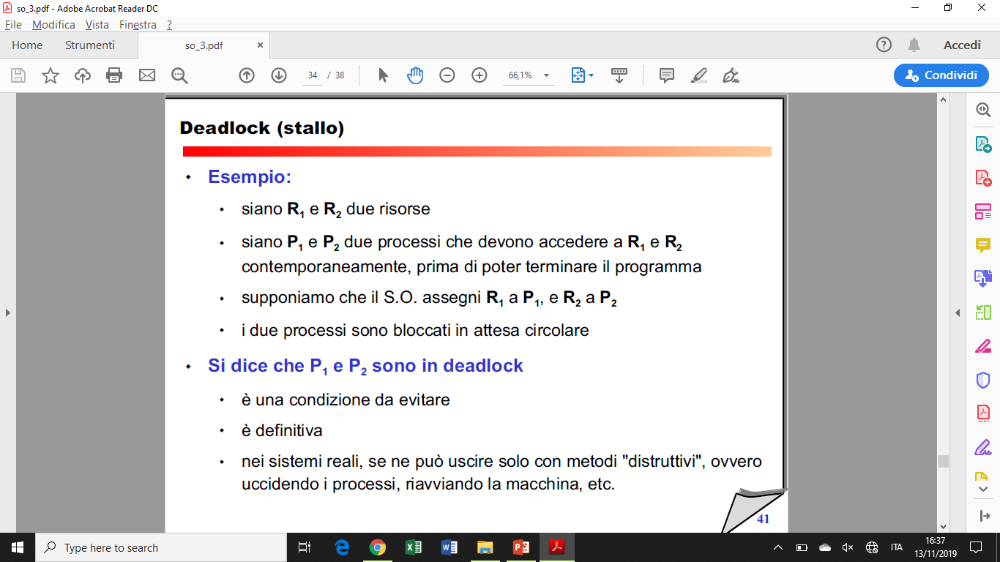 so_3.pdf - Adobe Acrobat Reader DC
File Modifica Vista Finestra ?
Home Strumenti so_3.pdf × Accedi
34 / 38 66,1% Condividi
Deadlock (stallo)
Esempio:
siano R1 e R2 due risorse
siano P1 e P2 due processi che devono accedere a R1 e R2
contemporaneamente, prima di poter terminare il programma
supponiamo che il S.O. assegni R1 a P1, e R2 a P2
i due processi sono bloccati in attesa circolare
Si dice che P1 e P2 sono in deadlock
è una condizione da evitare
è definitiva
nei sistemi reali, se ne può uscire solo con metodi "distruttivi", ovvero
uccidendo i processi, riavviando la macchina, etc.
41
Type here to search
ITA
16:37
13/11/2019